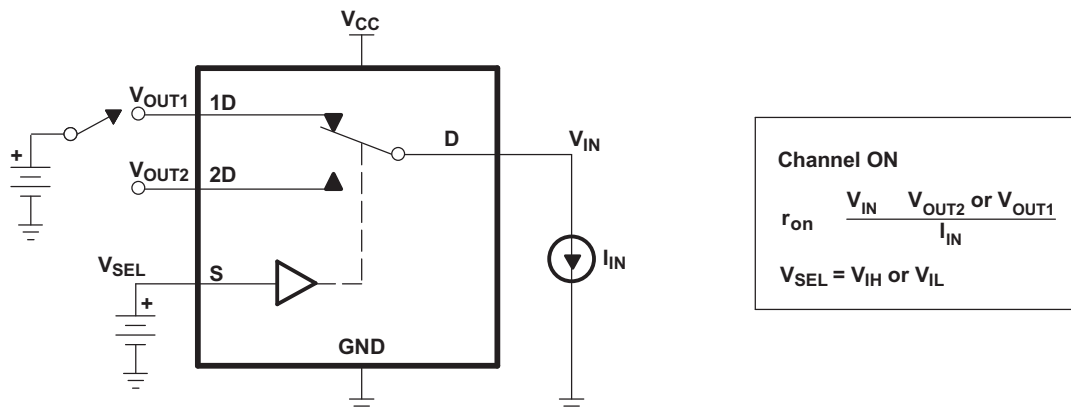 VCC
VOUT1 1D
D VIN
VOUT2 2D
VSEL S
IIN
+
+
GND
Channel ON
ron VIN VOUT2 or VOUT1
IIN
VSEL = VIH or VIL